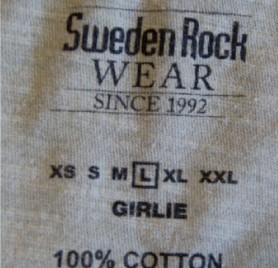 Sweden Rock
WEAR
SINCE 1992
XS S M L XL XXL
GIRLIE
100% COTTON